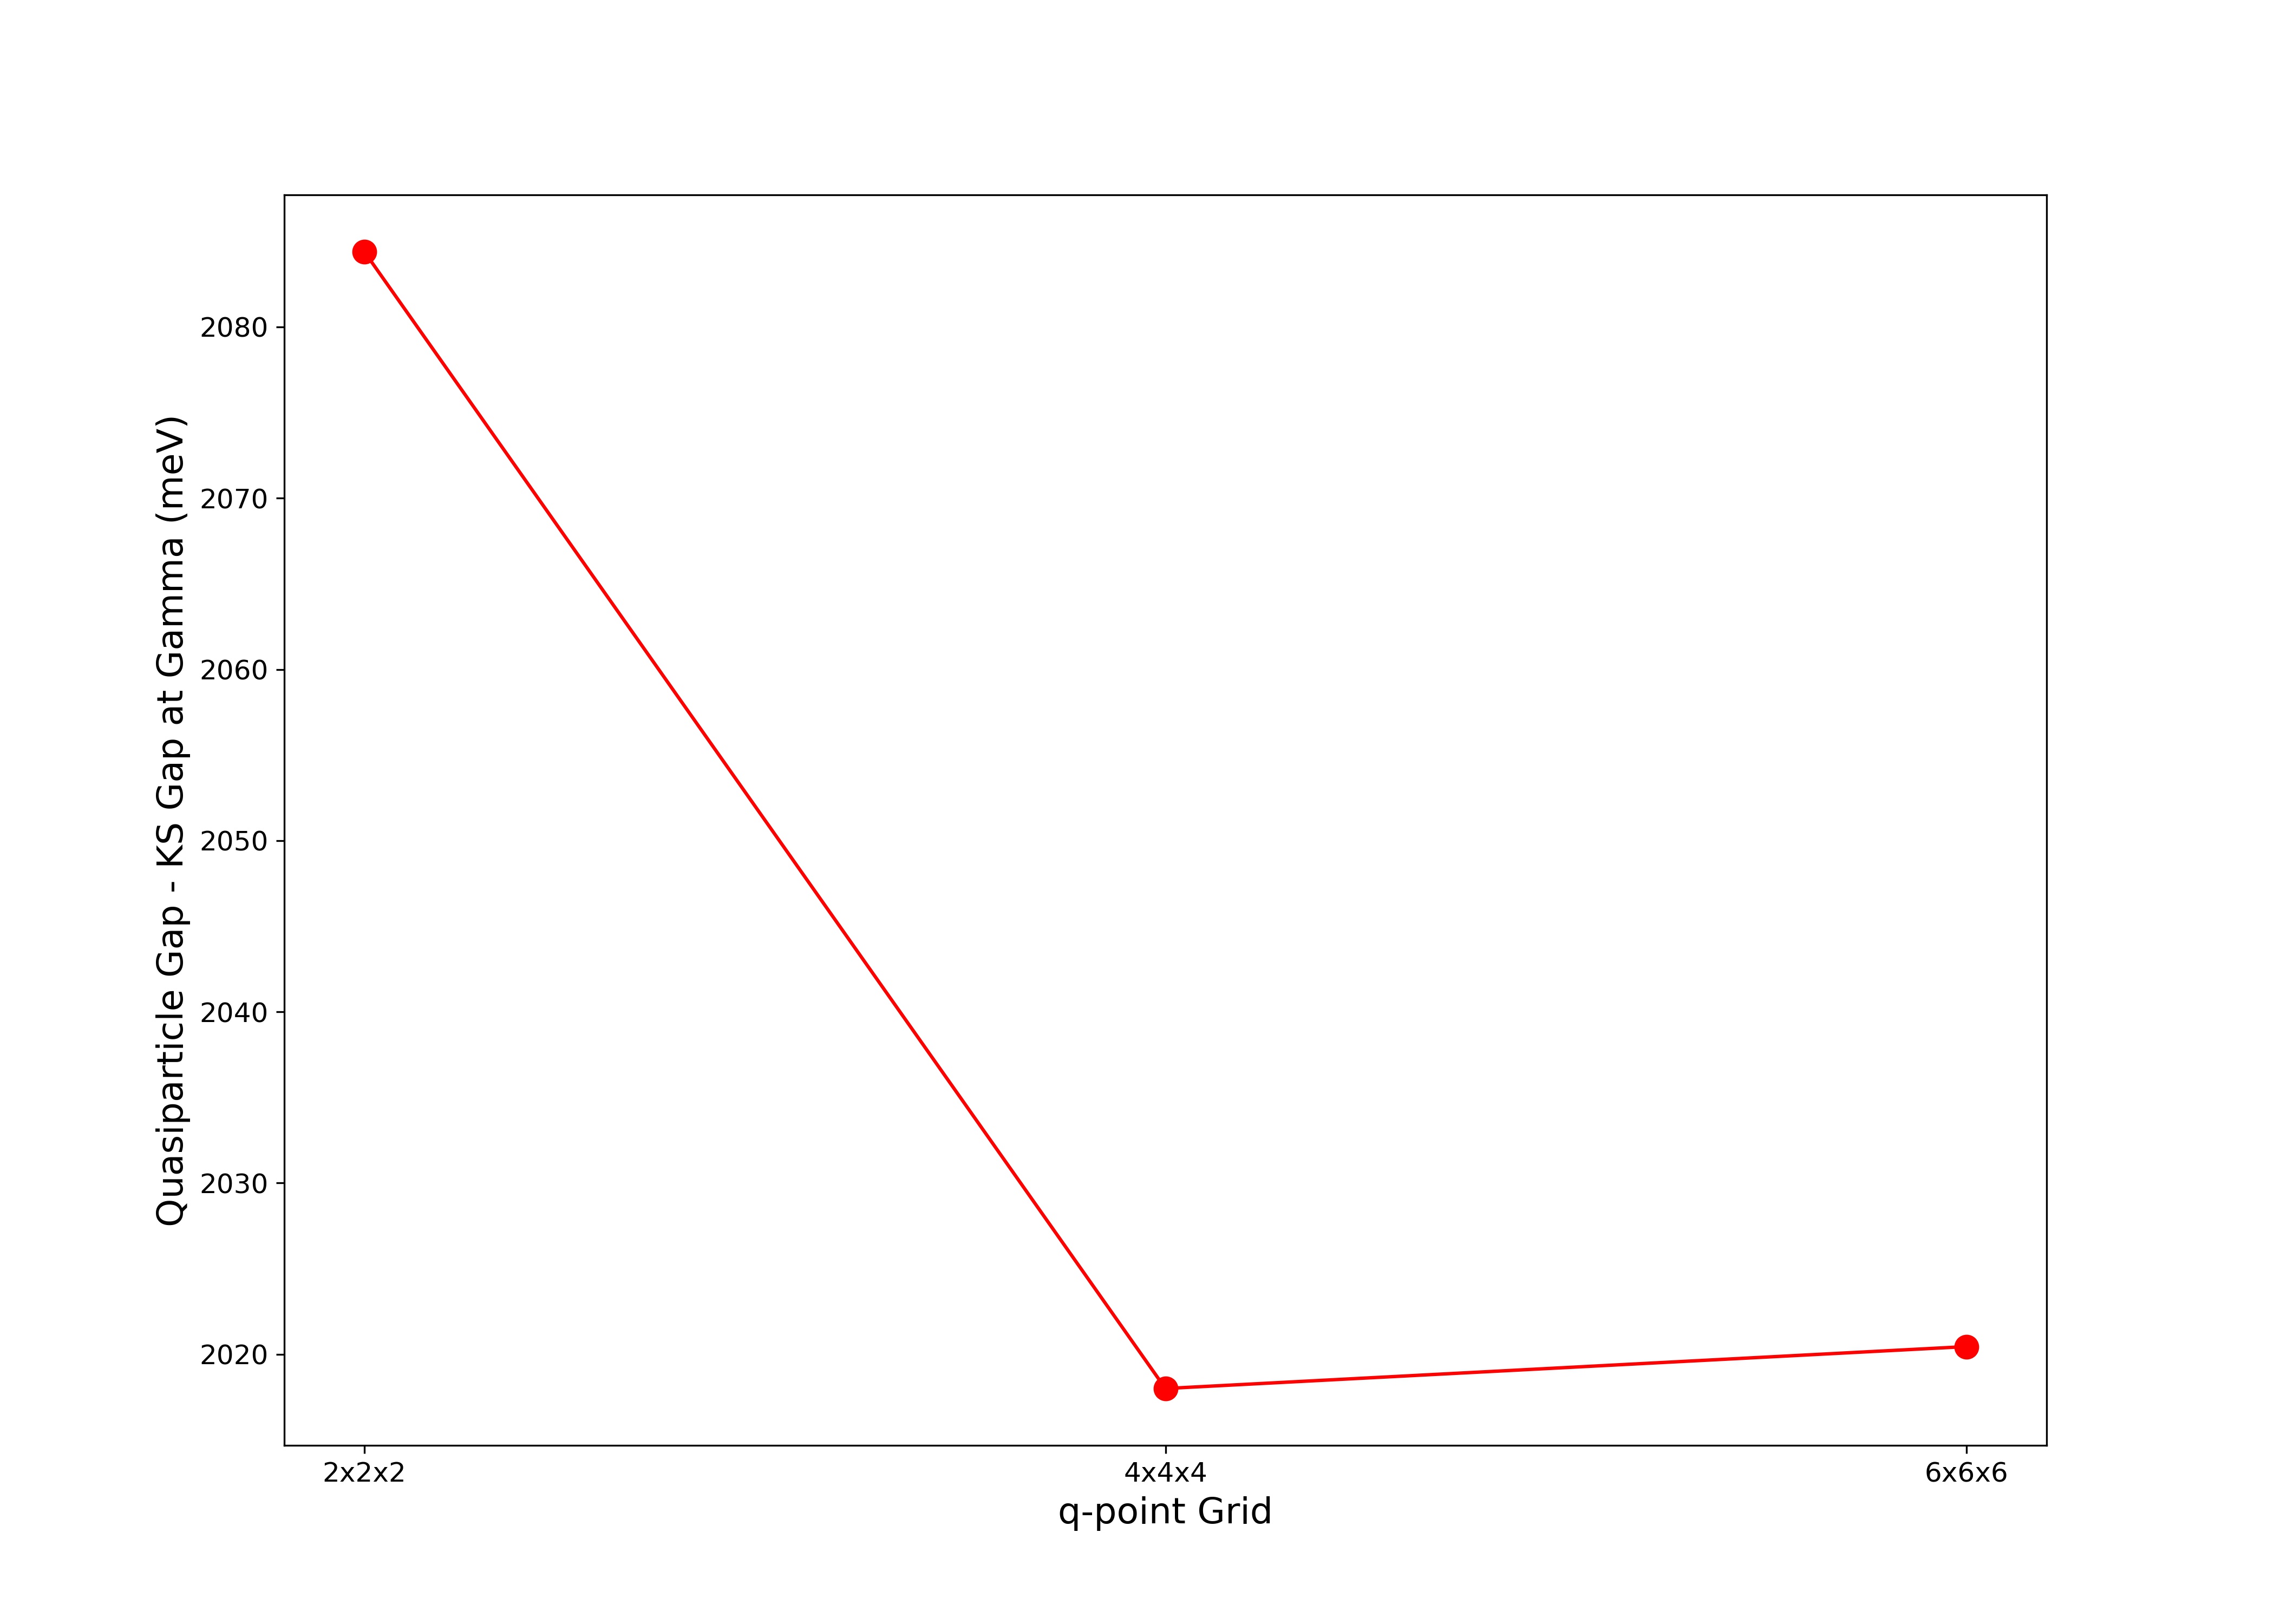 Quasiparticle Gap - KS Gap at Gamma (meV)
2080
2070
2060
2050
2040
2030
2020
2x2x2
4x4x4
6x6x6
q-point Grid